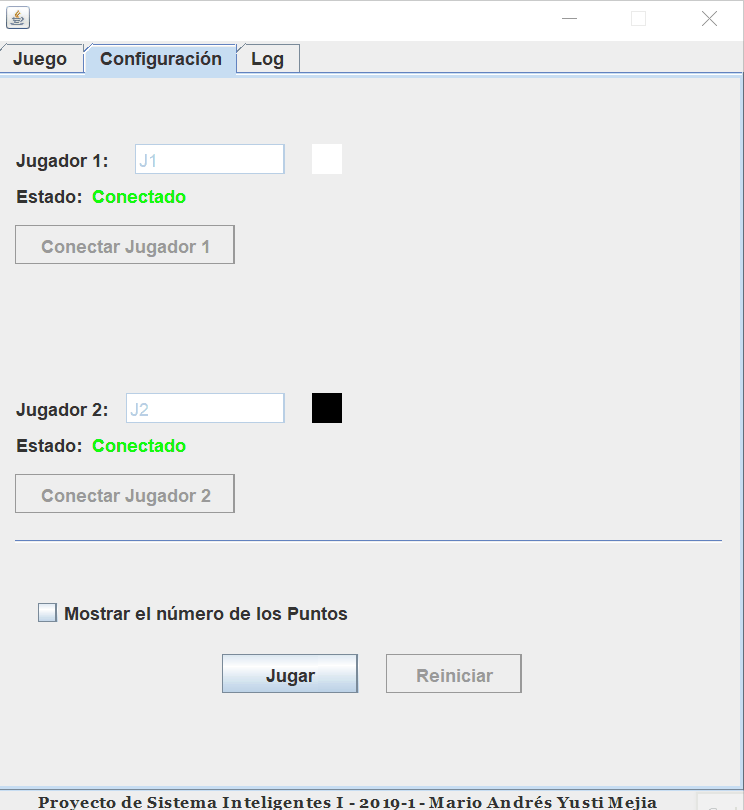 Juego Configuración Log
Jugador 1: J1
Estado: Conectado
Conectar Jugador 1
Jugador 2: J2
Estado: Conectado
Conectar Jugador 2
Mostrar el número de los Puntos
Jugar Reiniciar
Proyecto de Sistema Inteligentes I - 2019-1 - Mario Andrés Yusti Mejia